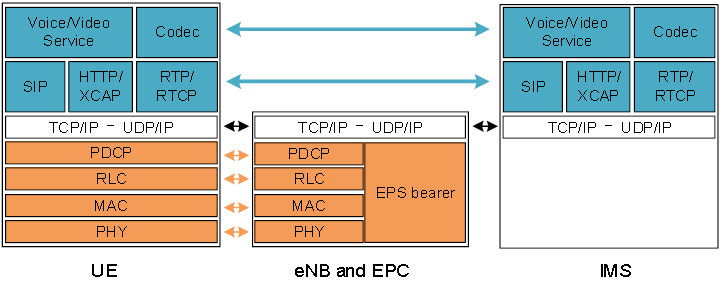 Voice/Video
Service
Codec
SIP
HTTP/
XCAP
RTP/
RTCP
TCP/IP – UDP/IP
PDCP
RLC
MAC
PHY
UE
TCP/IP – UDP/IP
PDCP
RLC
MAC
PHY
EPS bearer
eNB and EPC
Voice/Video
Service
Codec
SIP
HTTP/
XCAP
RTP/
RTCP
TCP/IP – UDP/IP
IMS